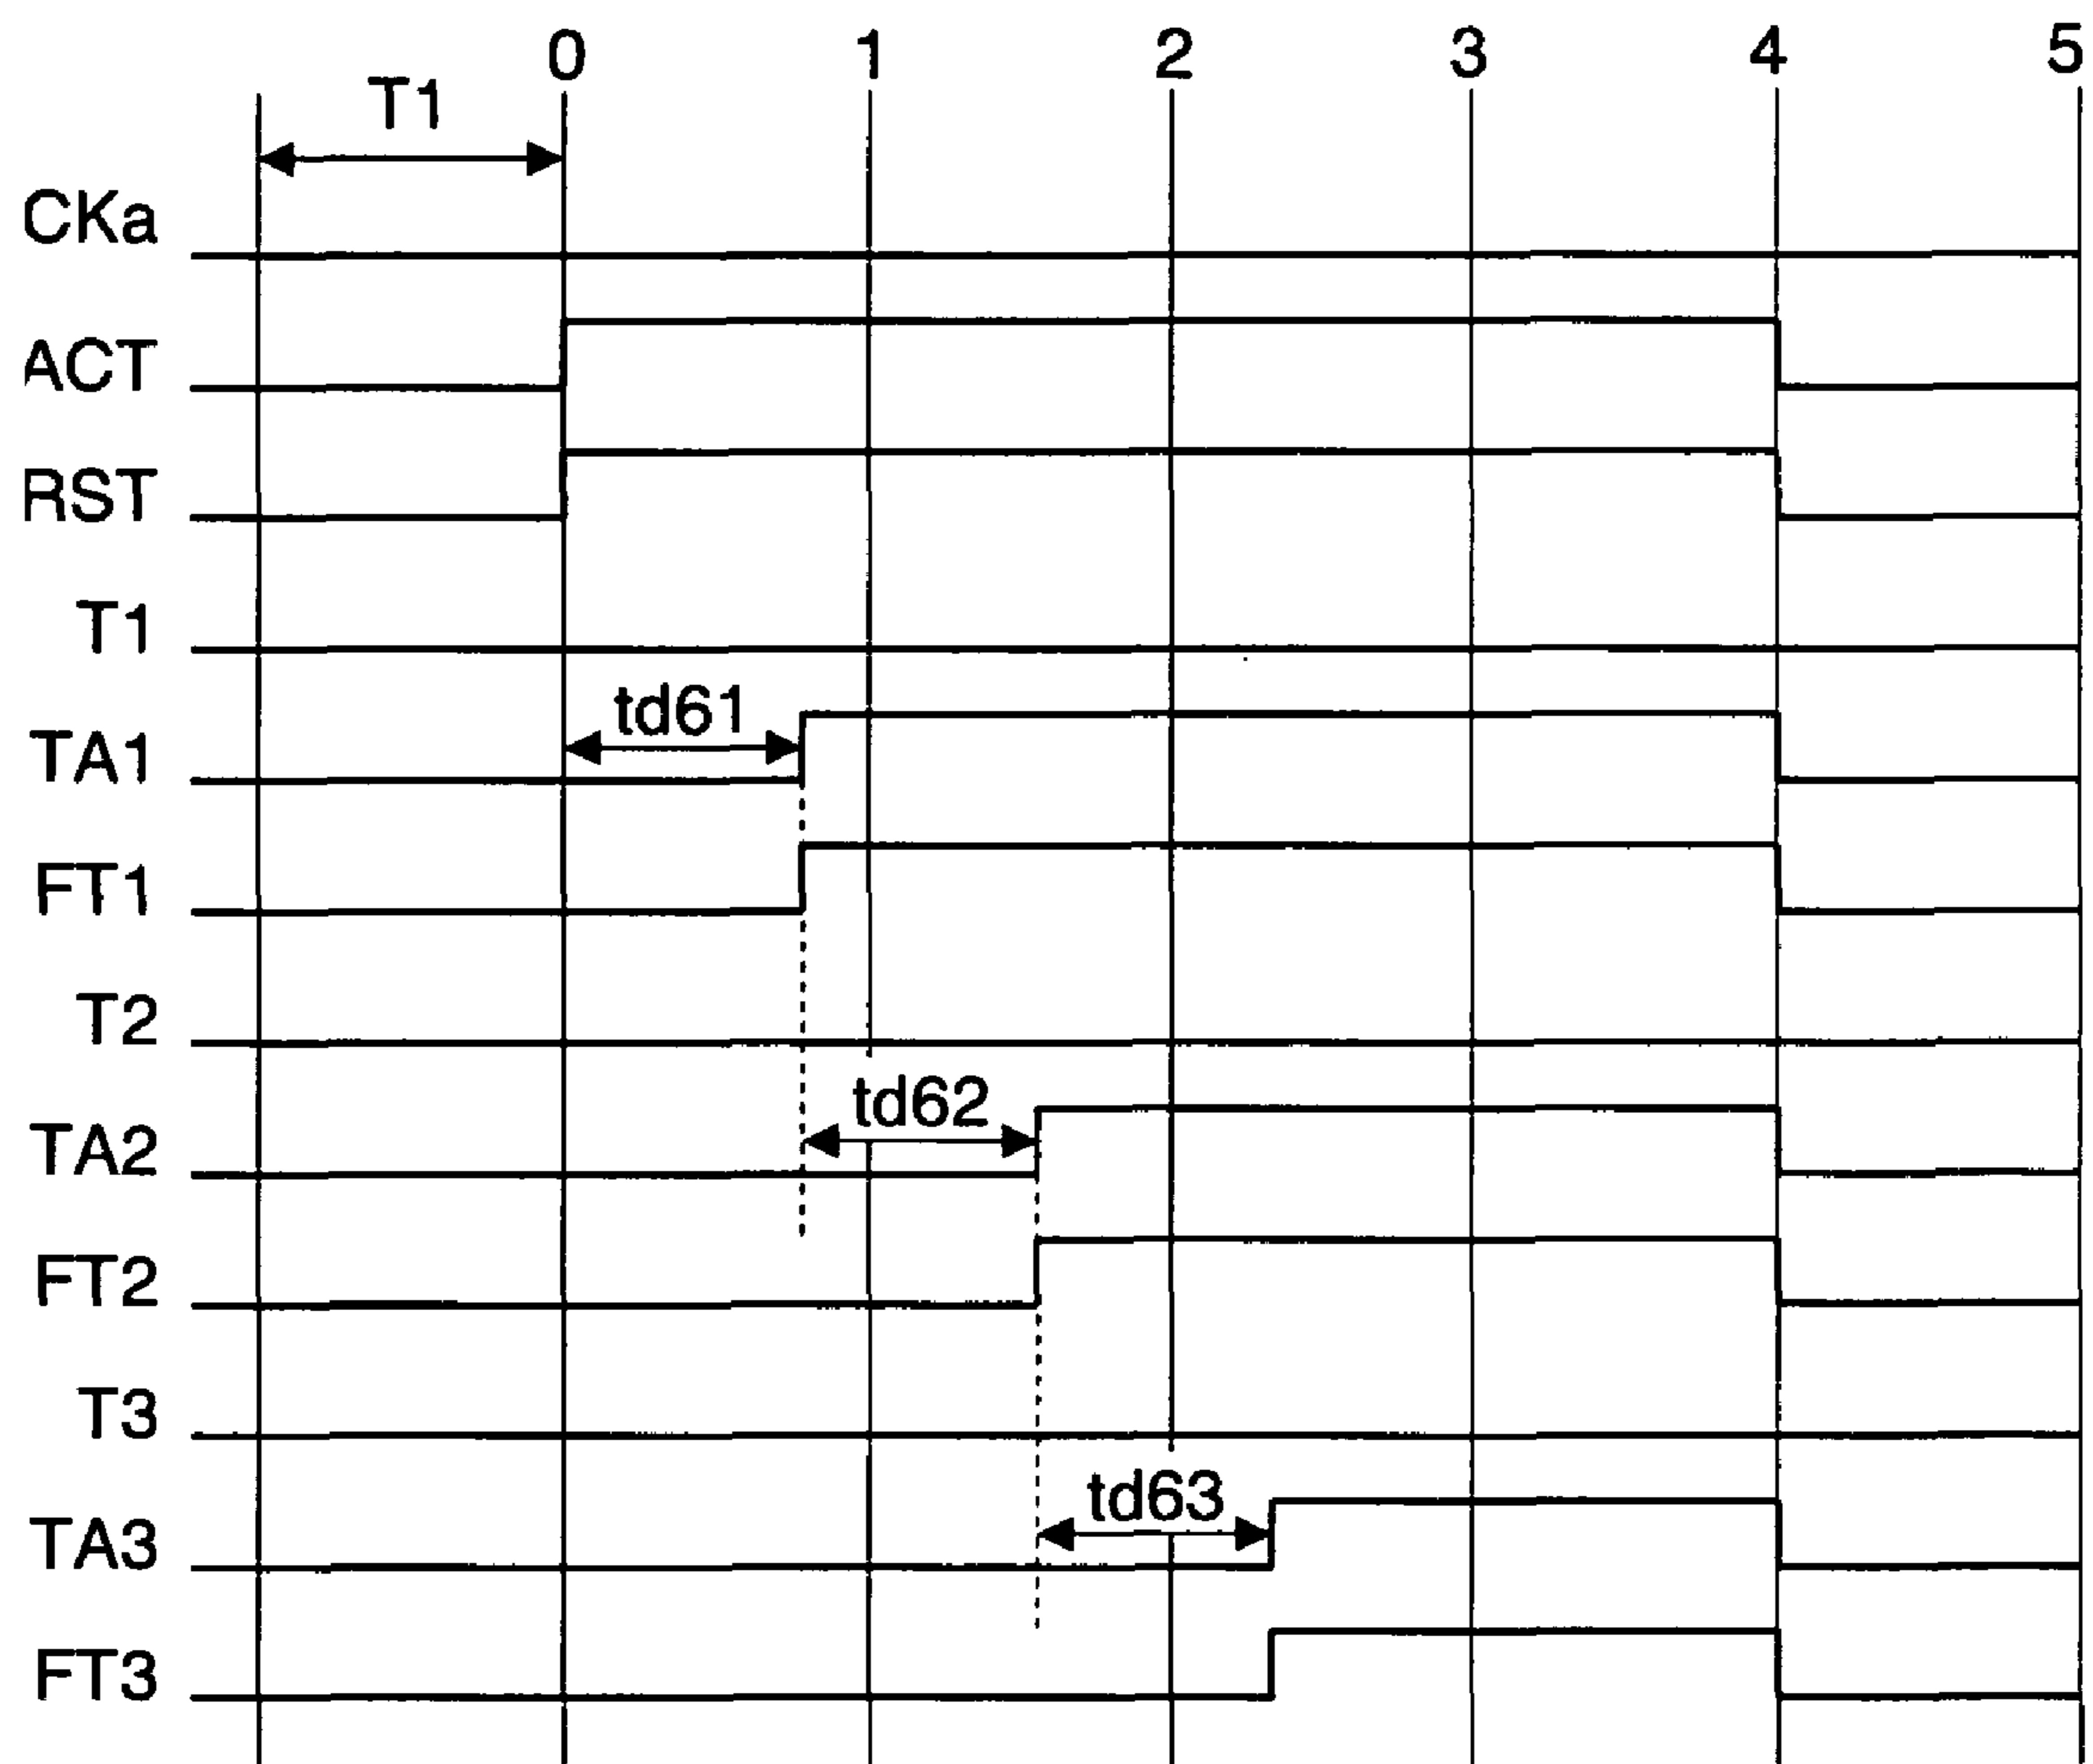 0 1 2 3 4 5
T1
CKa
ACT
RST
T1
td61
TA1
FT1
T2
td62
TA2
FT2
T3
td63
TA3
FT3